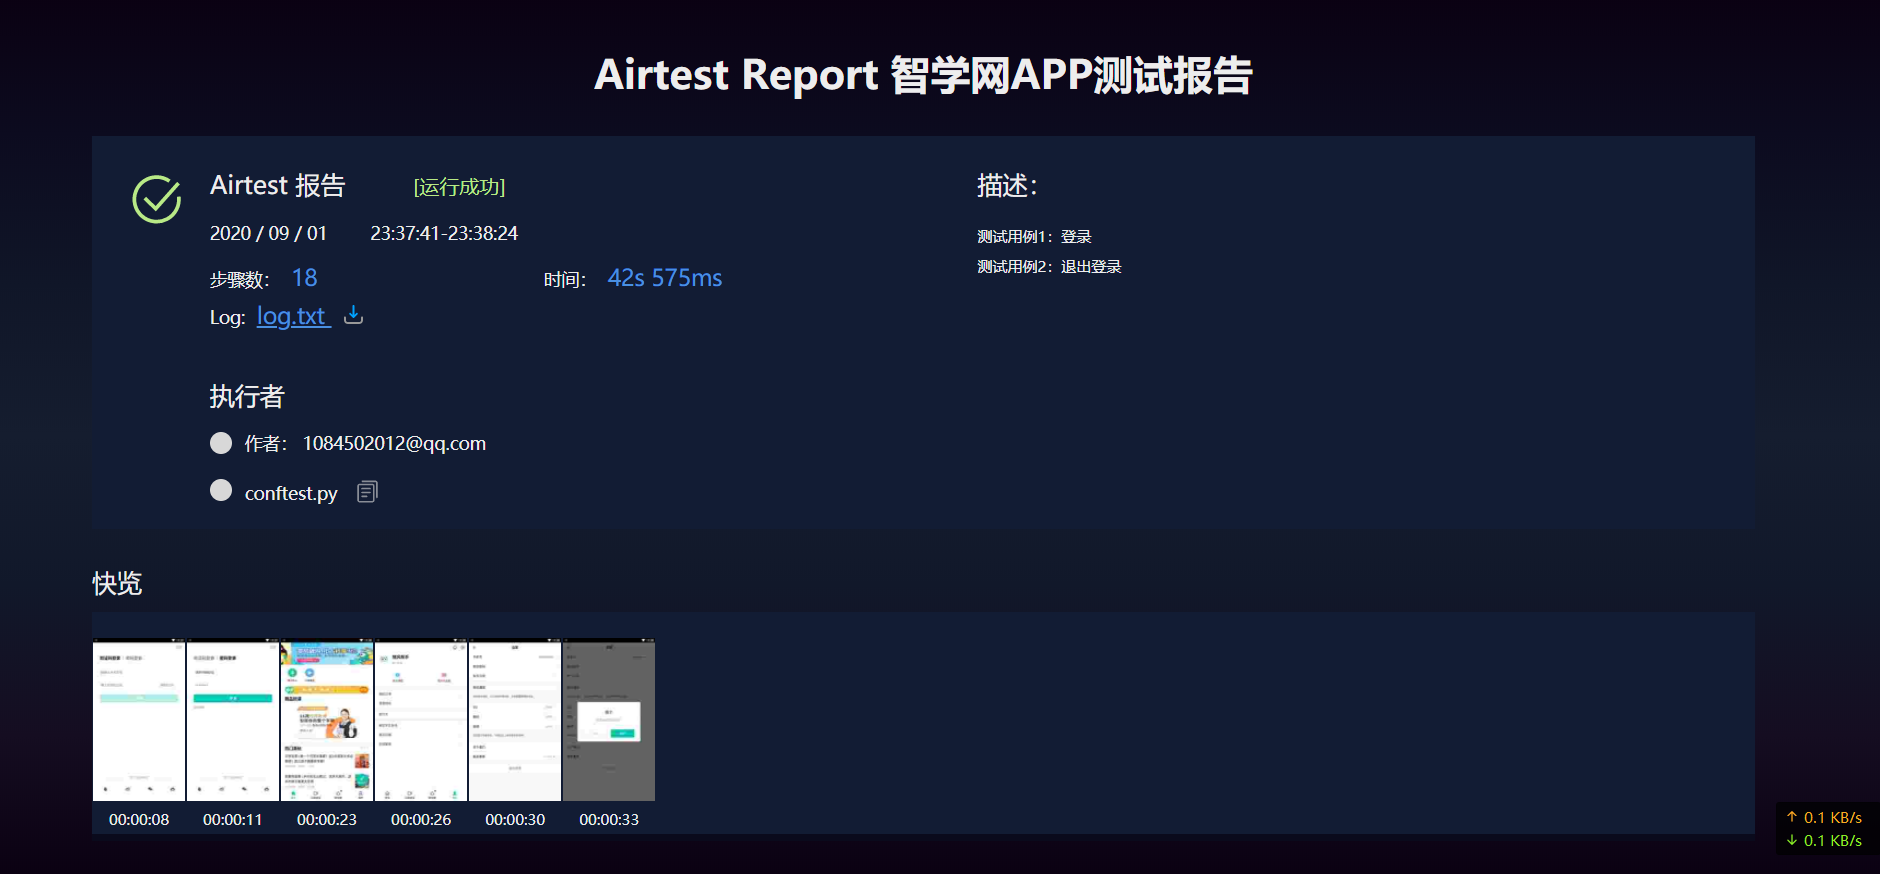 Airtest Report 智学网APP测试报告
Airtest 报告 [运行成功]
2020 / 09 / 01 23:37:41-23:38:24
步骤数： 18 时间： 42s 575ms
Log: log.txt
描述：
测试用例1：登录
测试用例2：退出登录
执行者
作者： 1084502012@qq.com
conftest.py
快览
00:00:08 00:00:11 00:00:23 00:00:26 00:00:30 00:00:33
↑ 0.1 KB/s
↓ 0.1 KB/s